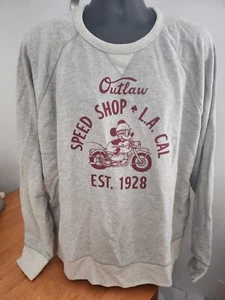 Outlaw
SPEED SHOP ♠ L.A. CAL
EST. 1928